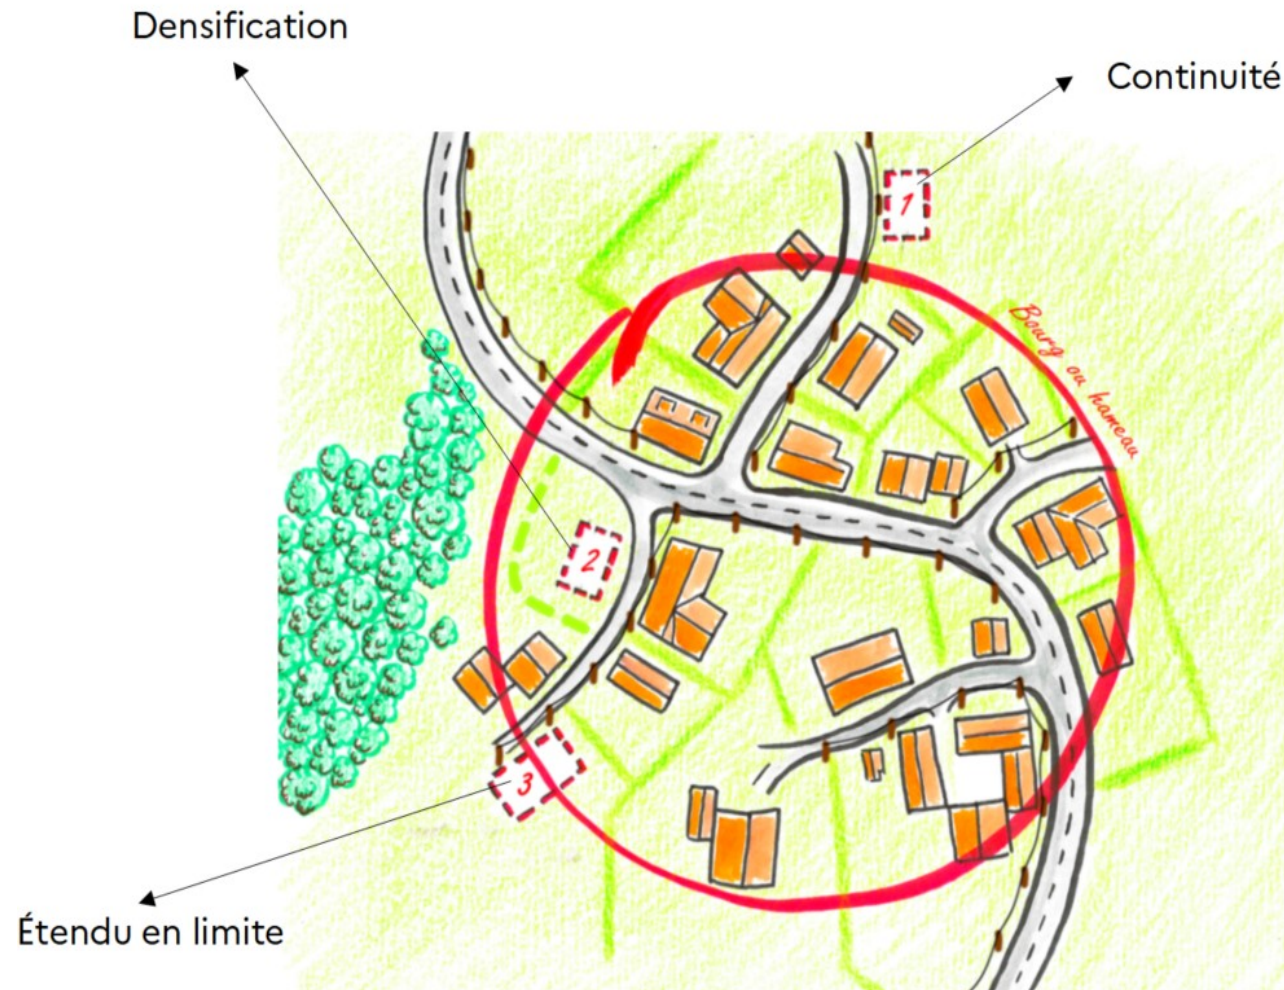 Densification
Continuité
1
Bourg ou hameau
2
3
Étendu en limite